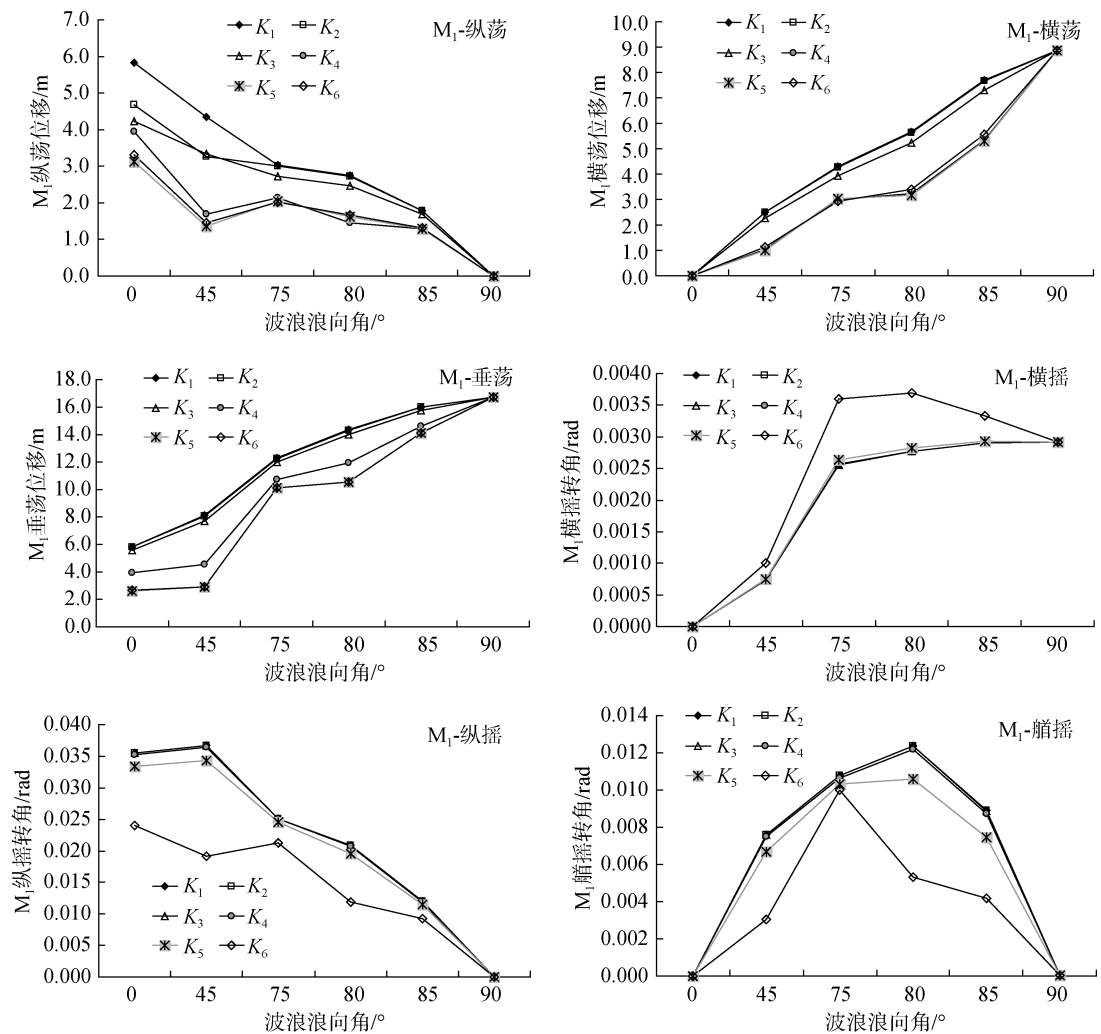 M1-纵荡
K1 K2
K3 K4
K5 K6
M1纵荡位移/m
7.0
6.0
5.0
4.0
3.0
2.0
1.0
0.0
0 45 75 80 85 90
波浪浪向角/°
M1-横荡
K1 K2
K3 K4
K5 K6
M1横荡位移/m
10.0
9.0
8.0
7.0
6.0
5.0
4.0
3.0
2.0
1.0
0.0
0 45 75 80 85 90
波浪浪向角/°
M1-垂荡
K1 K2
K3 K4
K5 K6
M1垂荡位移/m
18.0
16.0
14.0
12.0
10.0
8.0
6.0
4.0
2.0
0.0
0 45 75 80 85 90
波浪浪向角/°
M1-横摇
K1 K2
K3 K4
K5 K6
M1横摇转角/rad
0.0040
0.0035
0.0030
0.0025
0.0020
0.0015
0.0010
0.0005
0.0000
0 45 75 80 85 90
波浪浪向角/°
M1-纵摇
K1 K2
K3 K4
K5 K6
M1纵摇转角/rad
0.040
0.035
0.030
0.025
0.020
0.015
0.010
0.005
0.000
0 45 75 80 85 90
波浪浪向角/°
M1-艏摇
K1 K2
K3 K4
K5 K6
M1艏摇转角/rad
0.014
0.012
0.010
0.008
0.006
0.004
0.002
0.000
0 45 75 80 85 90
波浪浪向角/°